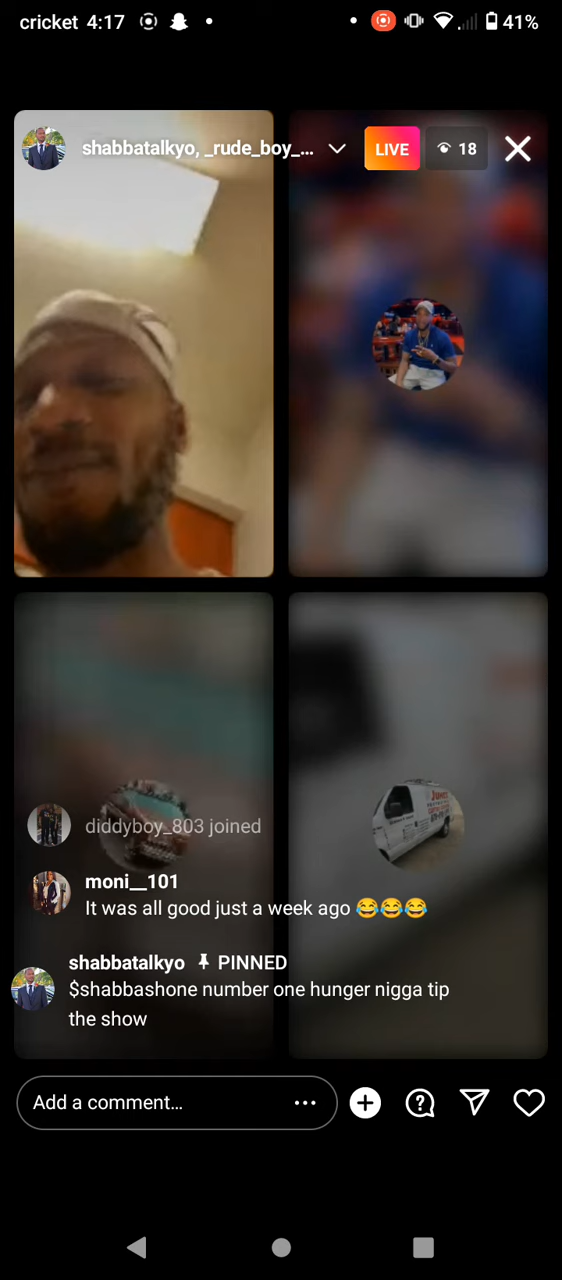 cricket 4:17
41%
shabbatalkyo, _rude_boy_...
LIVE
18
diddyboy_803 joined
moni__101
It was all good just a week ago 😂😂😂
shabbatalkyo PINNED
$shabbashone number one hunger nigga tip
the show
Add a comment...